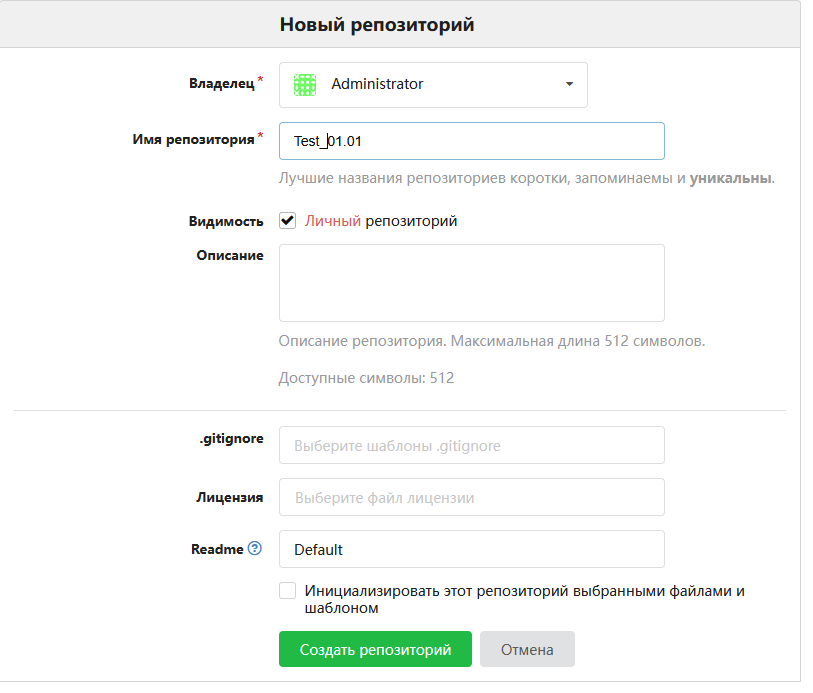 Новый репозиторий
Владелец *
Administrator
Имя репозитория *
Test_01.01
Лучшие названия репозиториев коротки, запоминаемы и уникальны.
Видимость
Личный репозиторий
Описание
Описание репозитория. Максимальная длина 512 символов.
Доступные символы: 512
.gitignore
Выберите шаблоны .gitignore
Лицензия
Выберите файл лицензии
Readme ?
Default
Инициализировать этот репозиторий выбранными файлами и
шаблоном
Создать репозиторий
Отмена